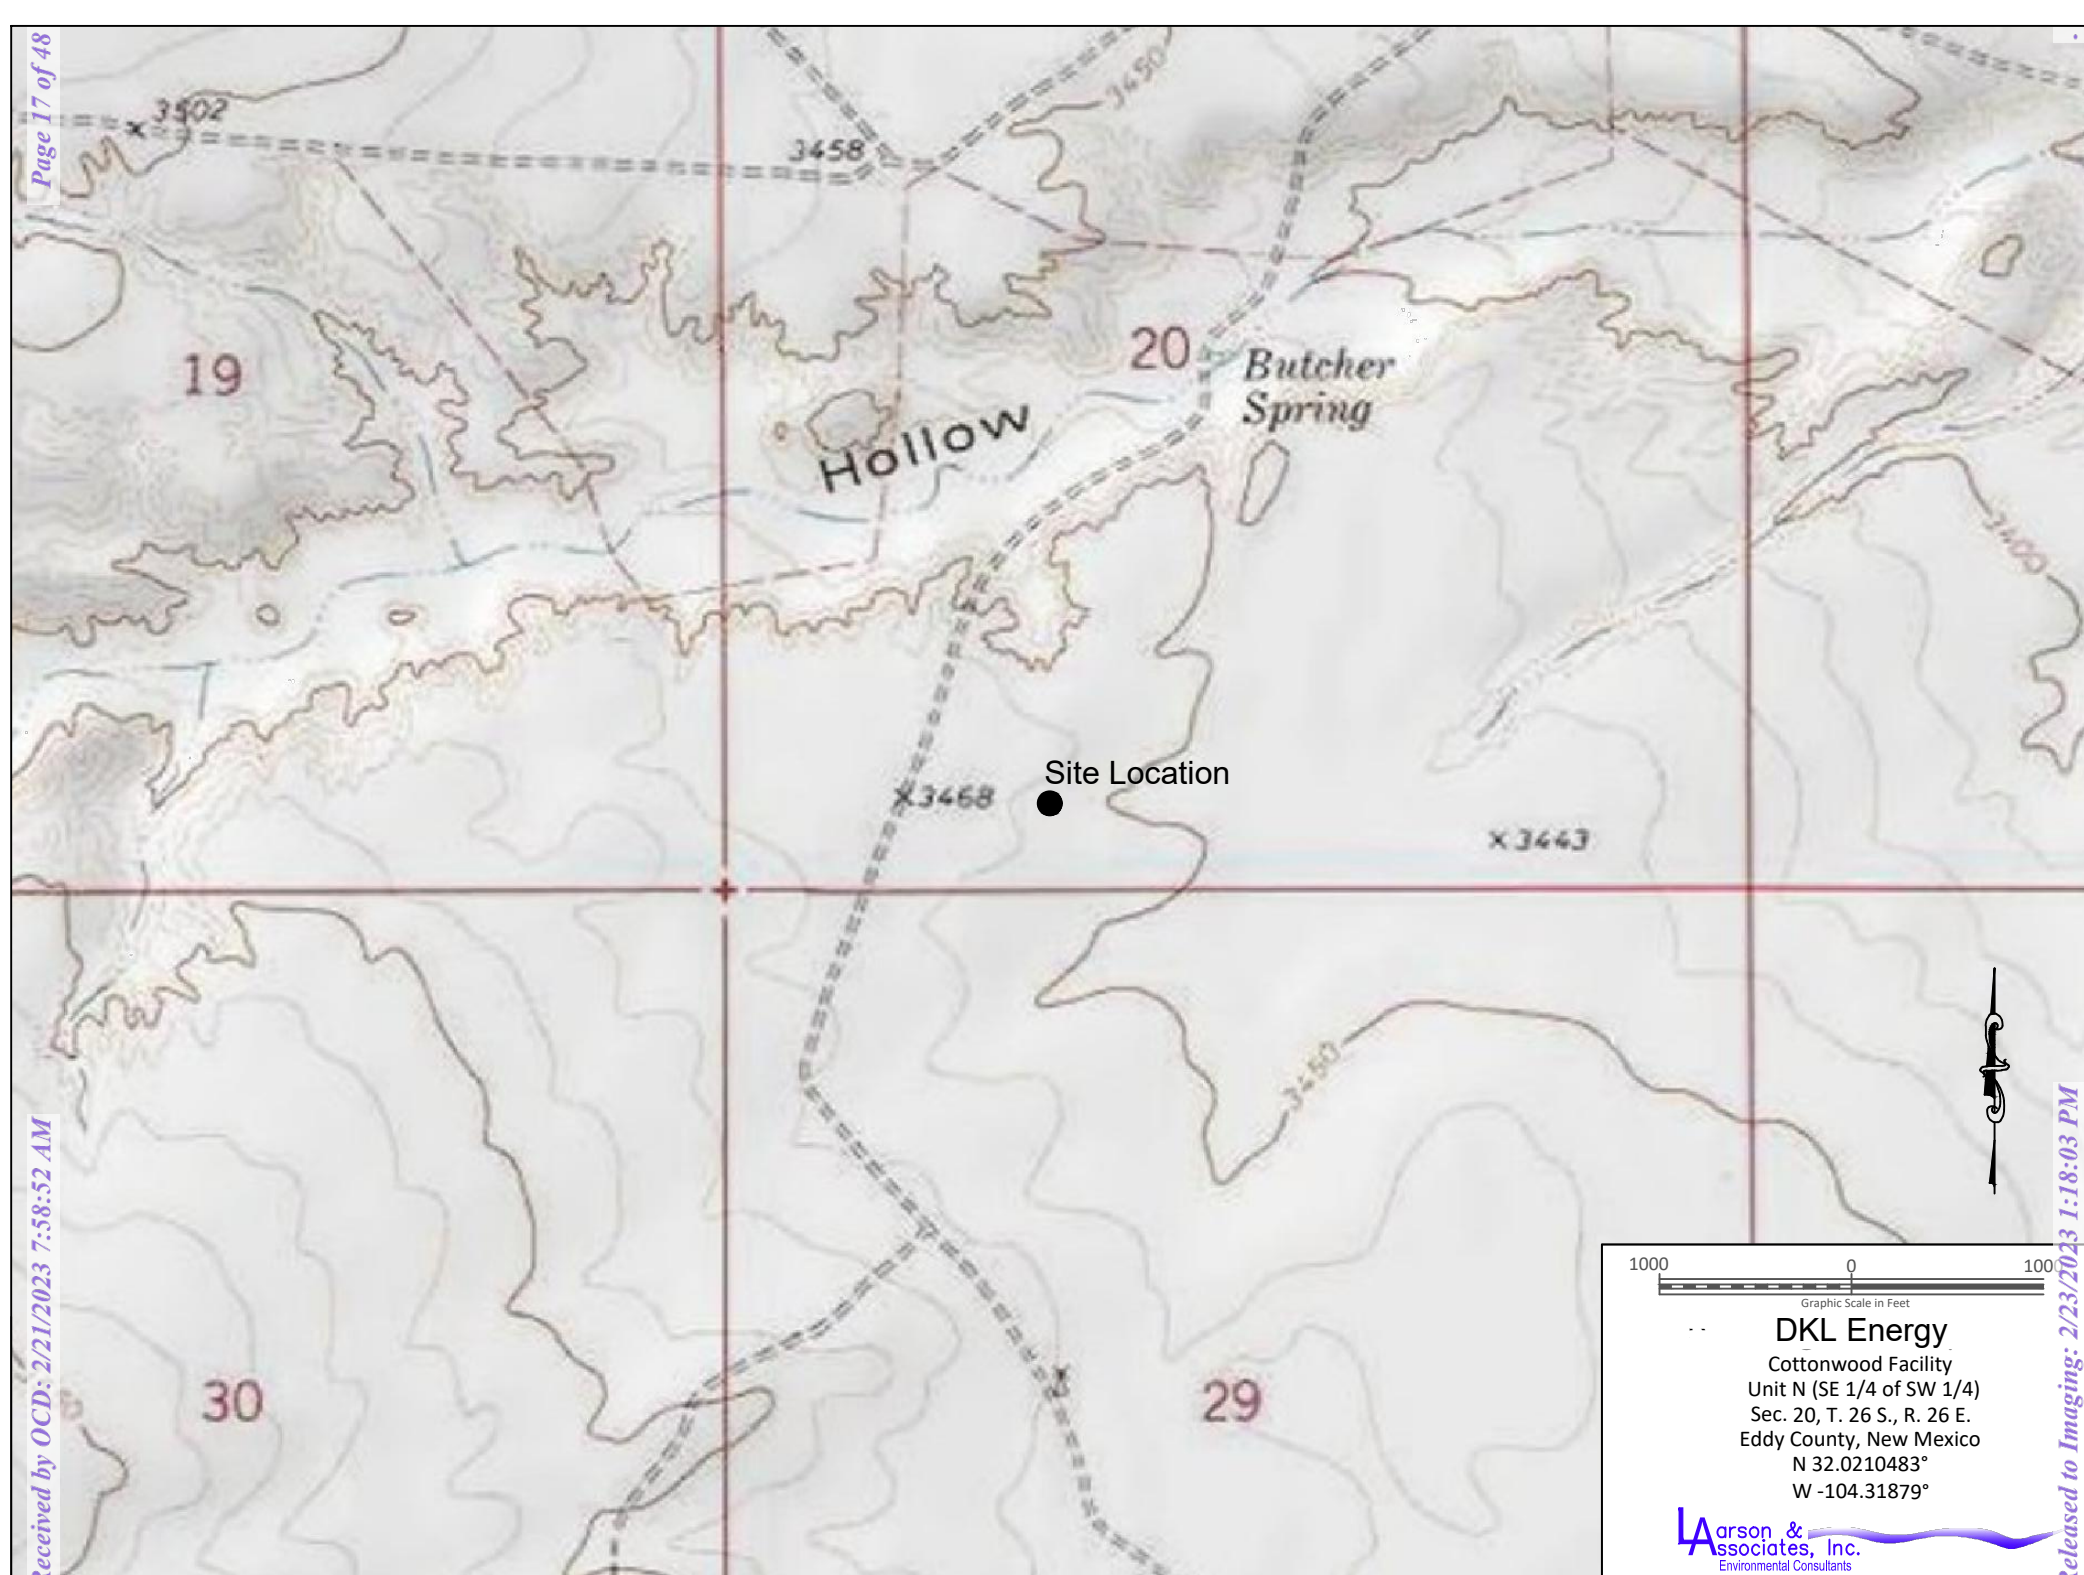 Page 17 of 48
3502
3458
3450
19
20
Butcher
Spring
Hollow
3400
Site Location
x 3468
x 3443
3450
30
29
Received by OCD: 2/21/2023 7:58:52 AM
Released to Imaging: 2/23/2023 1:18:03 PM
1000 0 1000
Graphic Scale in Feet
DKL Energy
Cottonwood Facility
Unit N (SE 1/4 of SW 1/4)
Sec. 20, T. 26 S., R. 26 E.
Eddy County, New Mexico
N 32.0210483°
W -104.31879°
Larson &
Associates, Inc.
Environmental Consultants